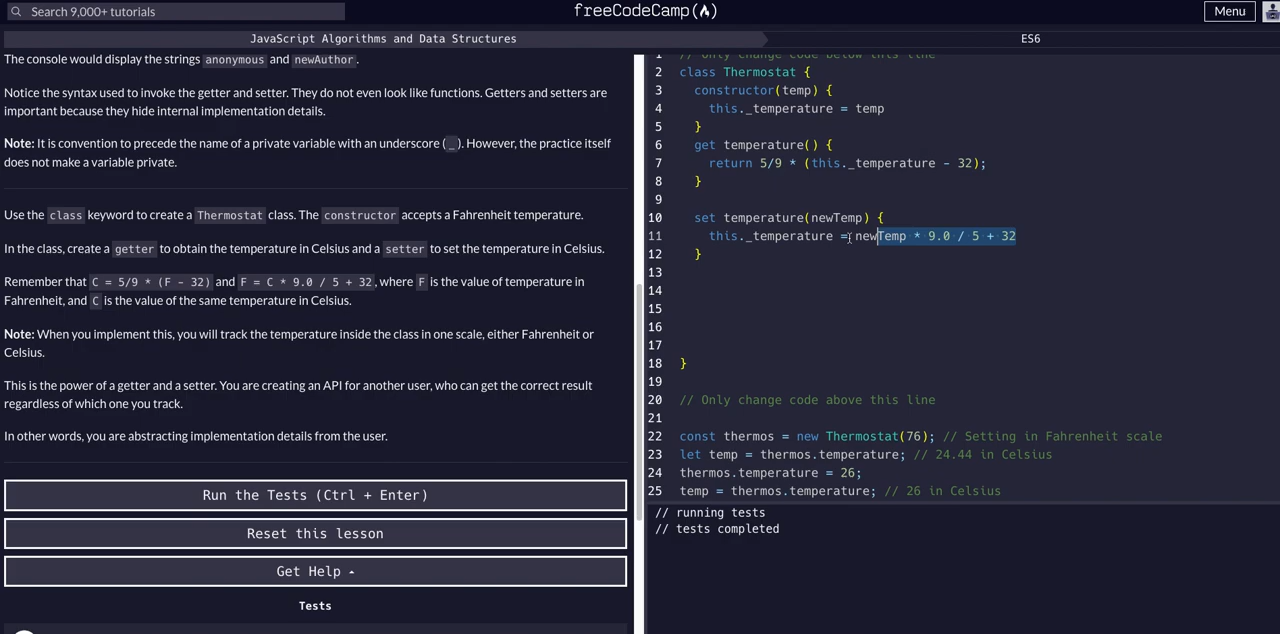 Search 9,000+ tutorials
freeCodeCamp(🔥)
Menu
JavaScript Algorithms and Data Structures
ES6
The console would display the strings anonymous and newAuthor.
Notice the syntax used to invoke the getter and setter. They do not even look like functions. Getters and setters are
important because they hide internal implementation details.
Note: It is convention to precede the name of a private variable with an underscore (_). However, the practice itself
does not make a variable private.
Use the class keyword to create a Thermostat class. The constructor accepts a Fahrenheit temperature.
In the class, create a getter to obtain the temperature in Celsius and a setter to set the temperature in Celsius.
Remember that C = 5/9 * (F - 32) and F = C * 9.0 / 5 + 32, where F is the value of temperature in
Fahrenheit, and C is the value of the same temperature in Celsius.
Note: When you implement this, you will track the temperature inside the class in one scale, either Fahrenheit or
Celsius.
This is the power of a getter and a setter. You are creating an API for another user, who can get the correct result
regardless of which one you track.
In other words, you are abstracting implementation details from the user.
Run the Tests (Ctrl + Enter)
Reset this lesson
Get Help
Tests
1 // Only change code below this line
2 class Thermostat {
3 constructor(temp) {
4 this._temperature = temp
5 }
6 get temperature() {
7 return 5/9 * (this._temperature - 32);
8 }
9
10 set temperature(newTemp) {
11 this._temperature = newTemp * 9.0 / 5 + 32
12 }
13
14
15
16
17
18 }
19
20 // Only change code above this line
21
22 const thermos = new Thermostat(76); // Setting in Fahrenheit scale
23 let temp = thermos.temperature; // 24.44 in Celsius
24 thermos.temperature = 26;
25 temp = thermos.temperature; // 26 in Celsius
// running tests
// tests completed